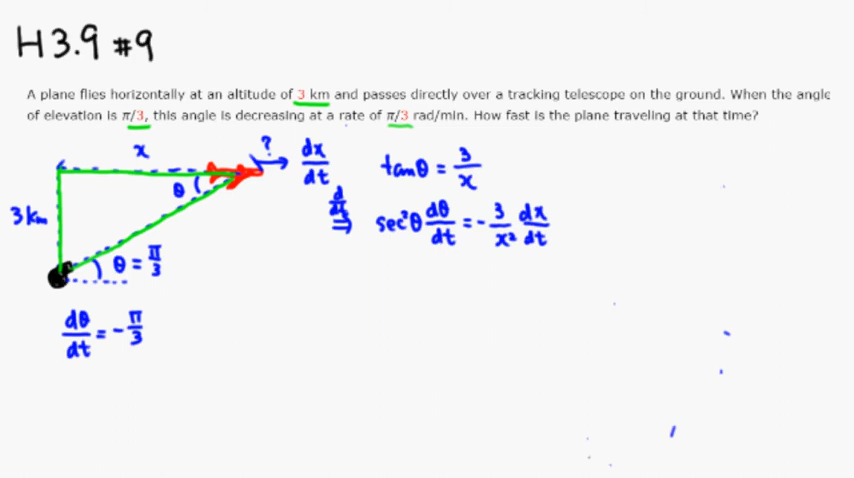 H 3.9 #9
A plane flies horizontally at an altitude of 3 km and passes directly over a tracking telescope on the ground. When the angle
of elevation is π/3, this angle is decreasing at a rate of π/3 rad/min. How fast is the plane traveling at that time?
x
?
dx/dt
tanθ = 3/x
θ
3 km
d/dt ⇒
sec²θ dθ/dt = - 3/x² dx/dt
θ = π/3
dθ/dt = - π/3